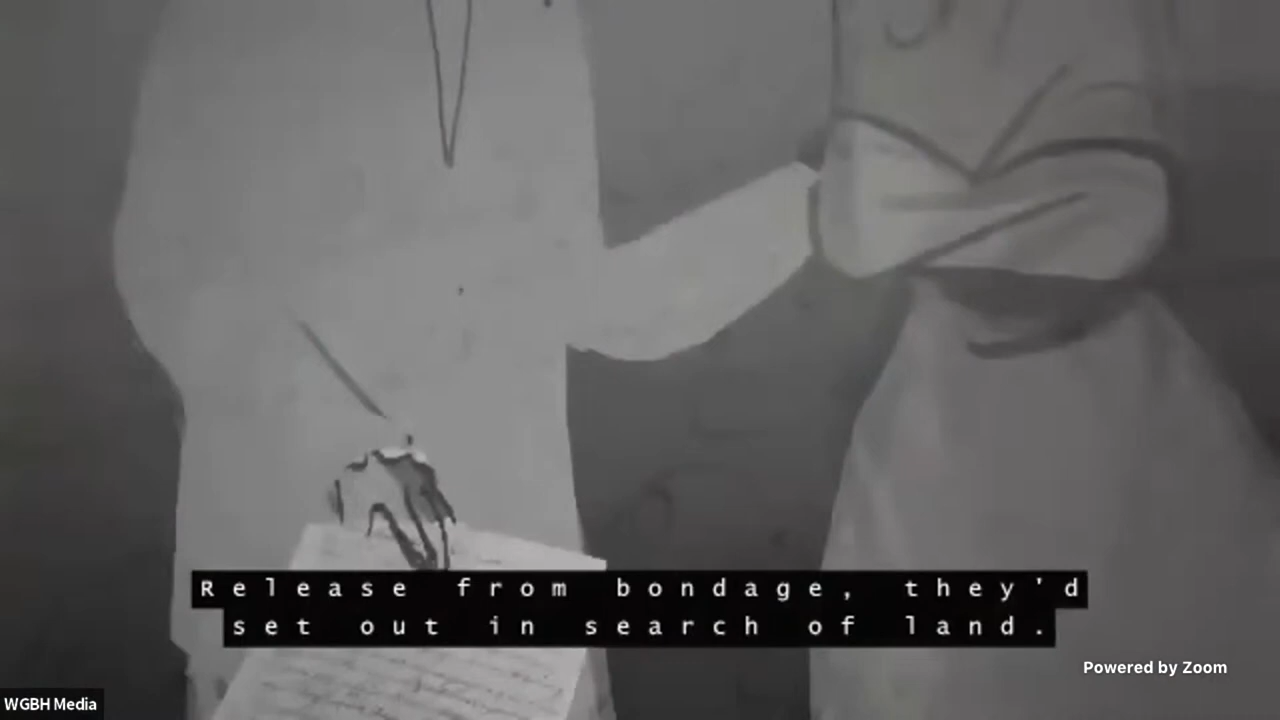 Release from bondage, they'd
set out in search of land.
Powered by Zoom
WGBH Media